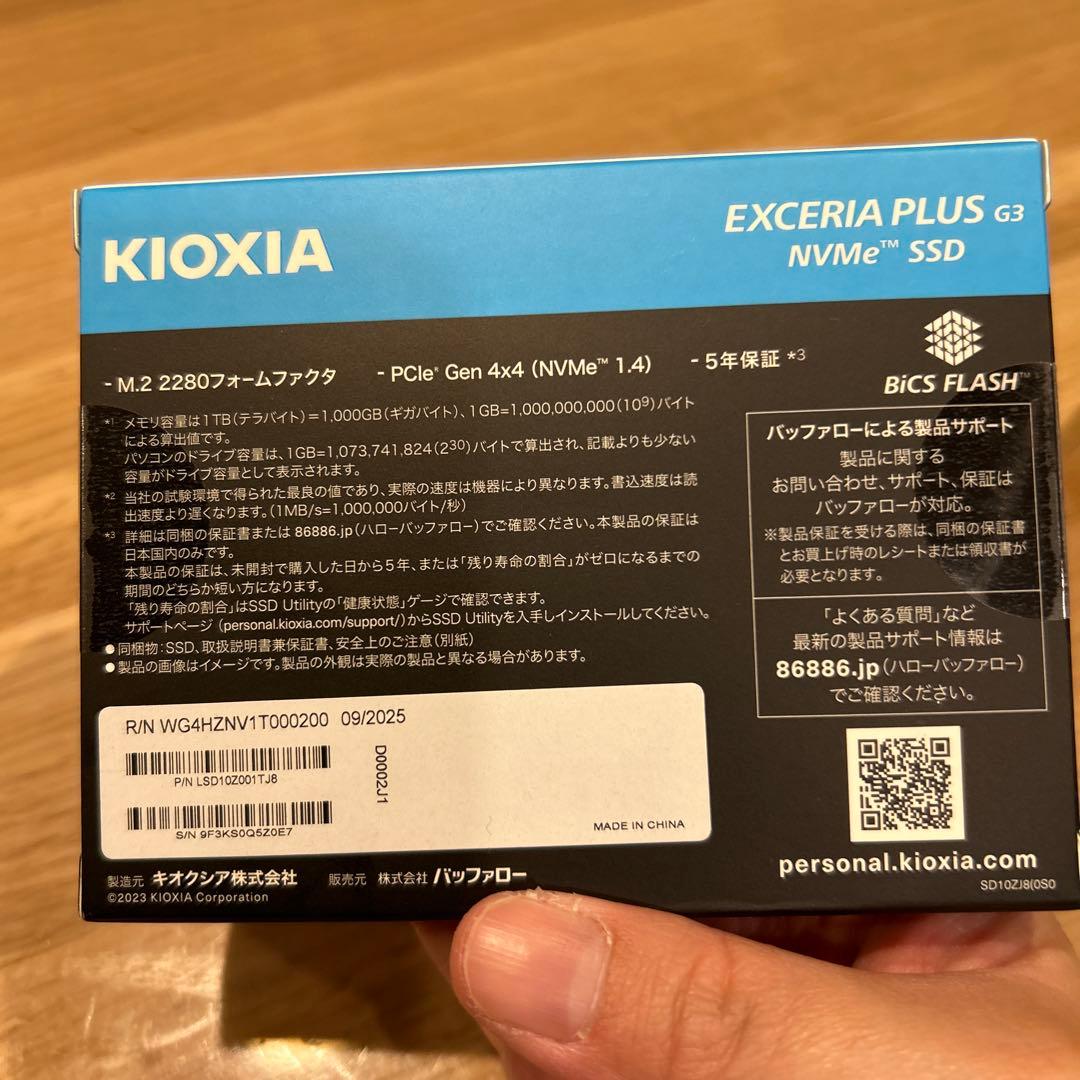 KIOXIA
EXCERIA PLUS G3
NVMe™ SSD
- M.2 2280フォームファクタ - PCIe® Gen 4x4 (NVMe™ 1.4) - 5年保証 *3
BiCS FLASH™
*1 メモリ容量は1TB(テラバイト)=1,000GB(ギガバイト)、1GB=1,000,000,000(10⁹)バイト
による算出値です。
パソコンのドライブ容量は、1GB=1,073,741,824(2³⁰)バイトで算出され、記載よりも少ない
容量がドライブ容量として表示されます。
*2 当社の試験環境で得られた最良の値であり、実際の速度は機器により異なります。書込速度は読
出速度より遅くなります。(1MB/s=1,000,000バイト/秒)
*3 詳細は同梱の保証書または 86886.jp(ハローバッファロー)でご確認ください。本製品の保証は
日本国内のみです。
本製品の保証は、未開封で購入した日から5年、または「残り寿命の割合」がゼロになるまでの
期間のどちらか短い方になります。
「残り寿命の割合」はSSD Utilityの「健康状態」ゲージで確認できます。
サポートページ (personal.kioxia.com/support/)からSSD Utilityを入手しインストールしてください。
●同梱物:SSD、取扱説明書兼保証書、安全上のご注意(別紙)
●製品の画像はイメージです。製品の外観は実際の製品と異なる場合があります。
バッファローによる製品サポート
製品に関する
お問い合わせ、サポート、保証は
バッファローが対応。
※製品保証を受ける際は、同梱の保証書
とお買上げ時のレシートまたは領収書が
必要となります。
「よくある質問」など
最新の製品サポート情報は
86886.jp(ハローバッファロー)
でご確認ください。
R/N WG4HZNV1T000200 09/2025
P/N LSD10Z001TJ8
S/N 9F3KS0Q5Z0E7
D0002J1
MADE IN CHINA
personal.kioxia.com
SD10ZJ8(0S0
製造元 キオクシア株式会社 販売元 株式会社 バッファロー
©2023 KIOXIA Corporation